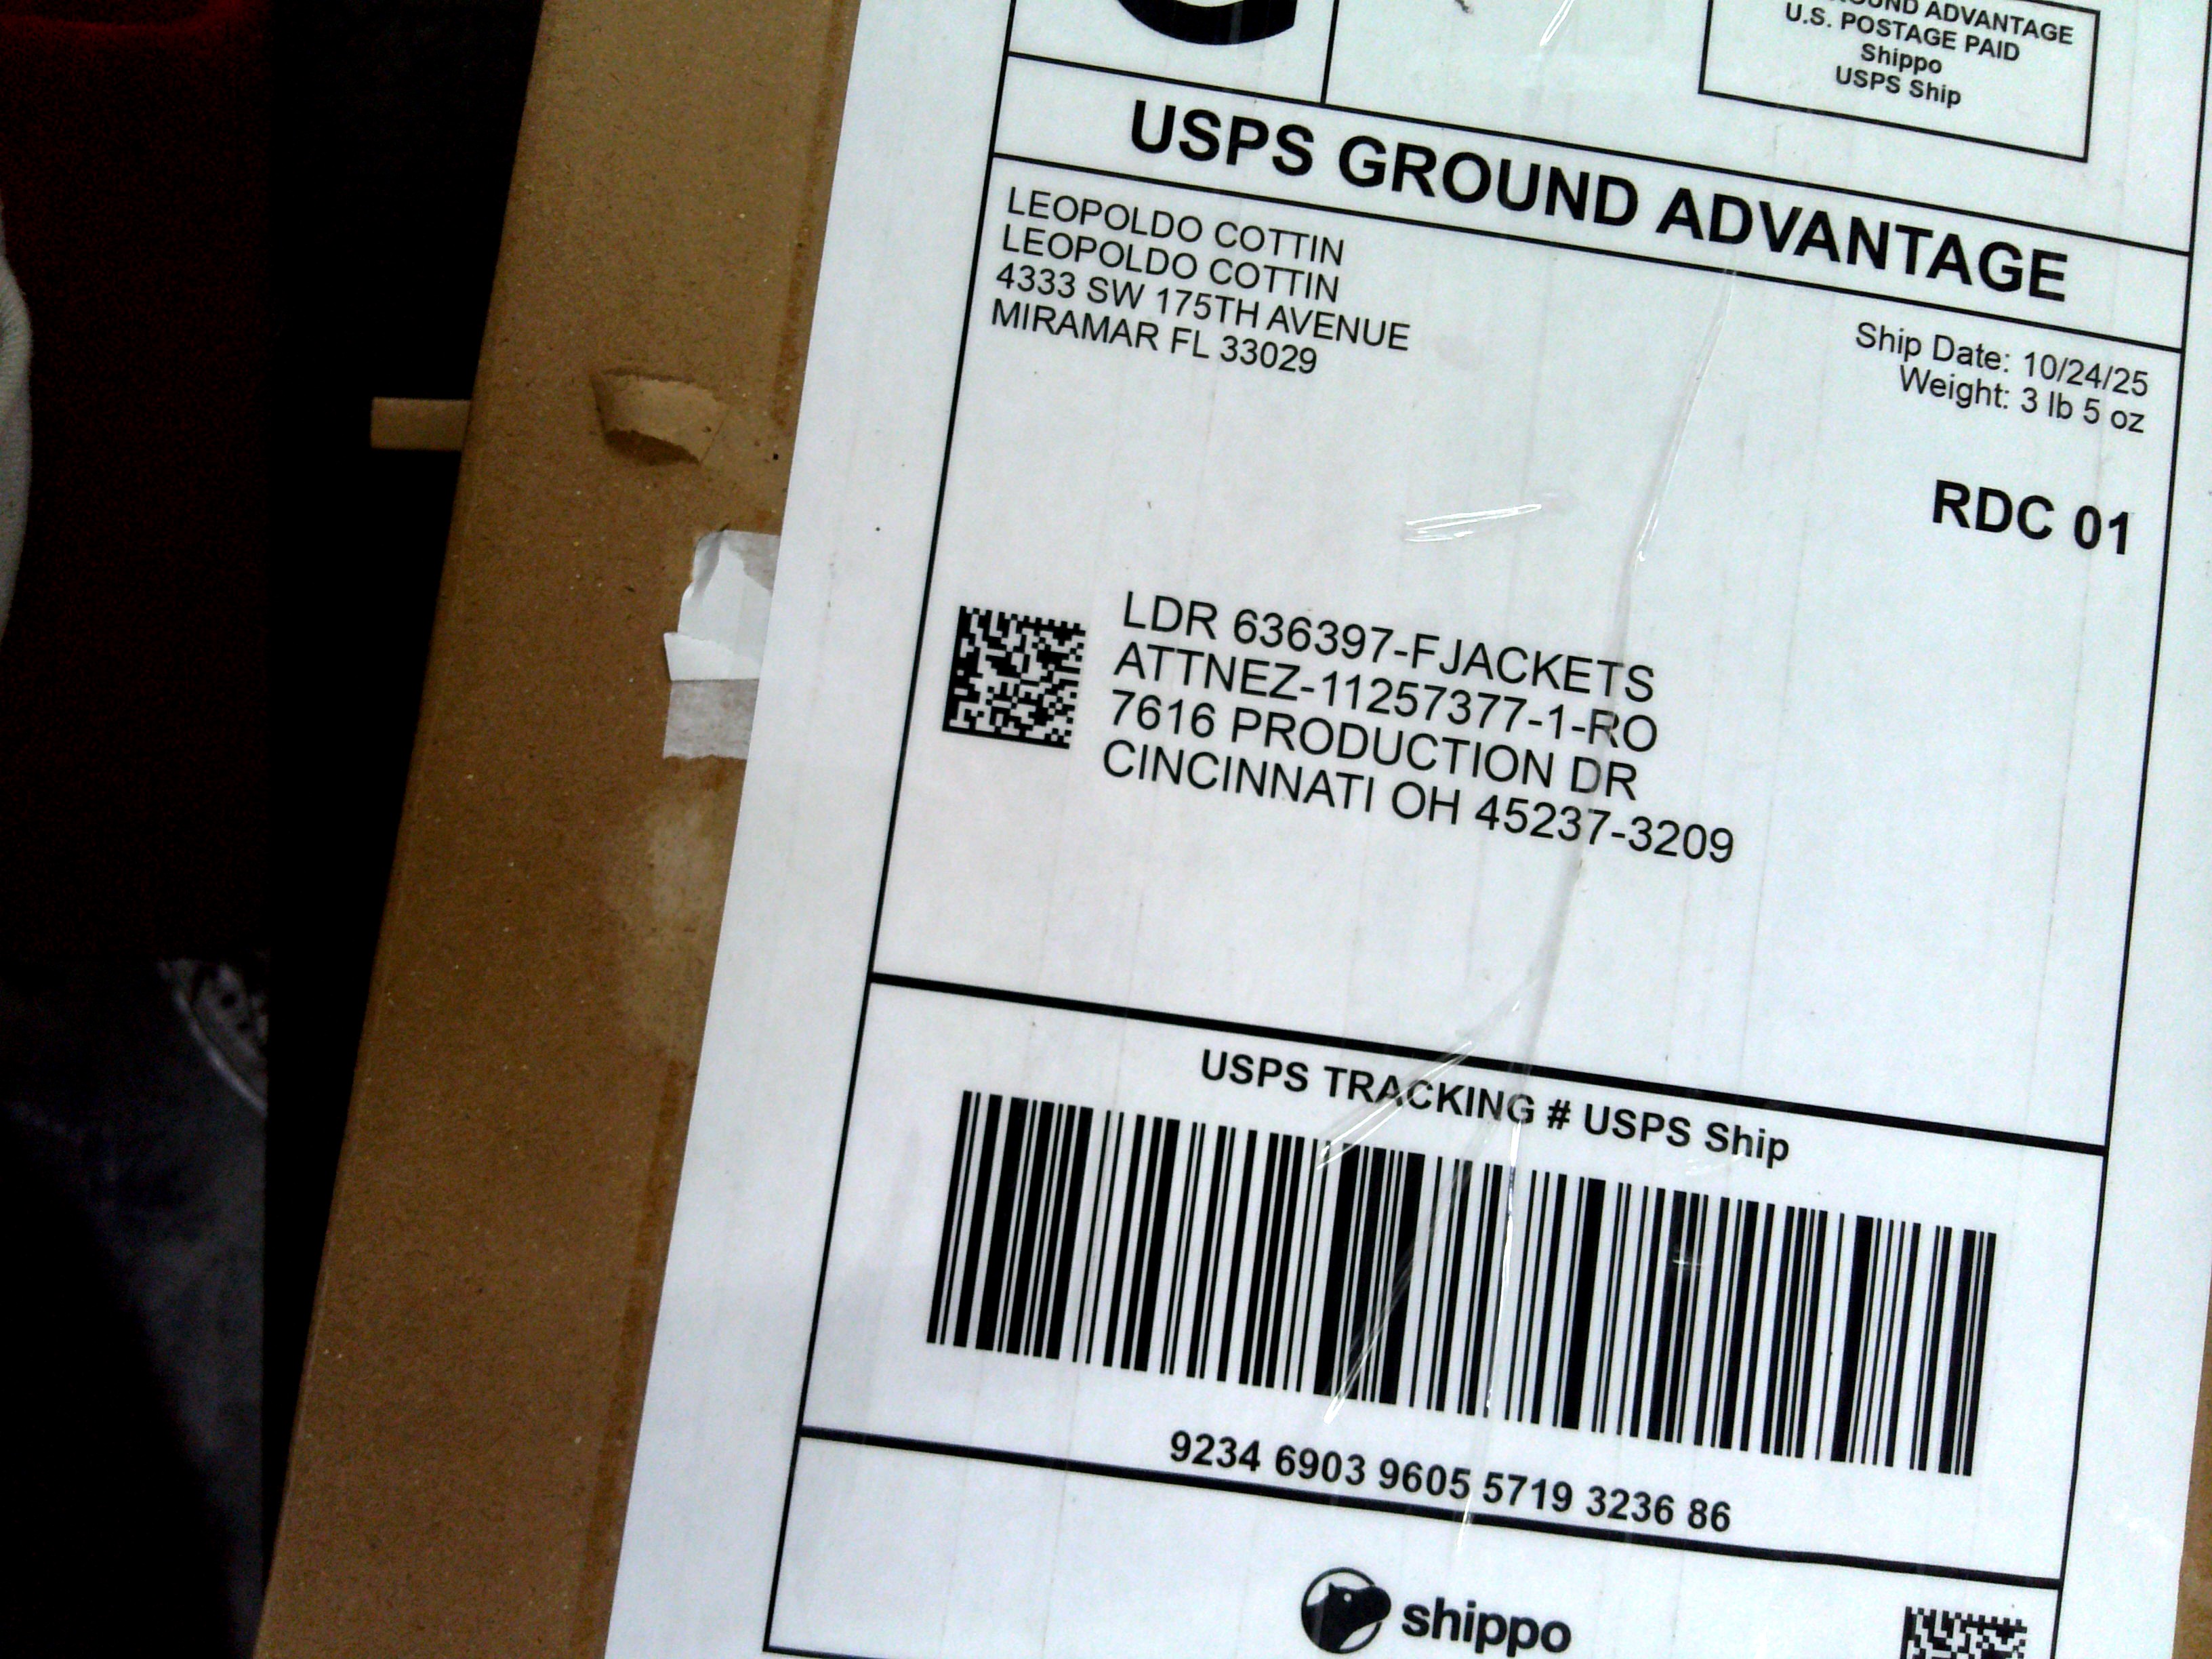 GROUND ADVANTAGE
U.S. POSTAGE PAID
Shippo
USPS Ship
USPS GROUND ADVANTAGE
LEOPOLDO COTTIN
LEOPOLDO COTTIN
4333 SW 175TH AVENUE
MIRAMAR FL 33029
Ship Date: 10/24/25
Weight: 3 lb 5 oz
RDC 01
LDR 636397-FJACKETS
ATTNEZ-11257377-1-RO
7616 PRODUCTION DR
CINCINNATI OH 45237-3209
USPS TRACKING # USPS Ship
9234 6903 9605 5719 3236 86
shippo